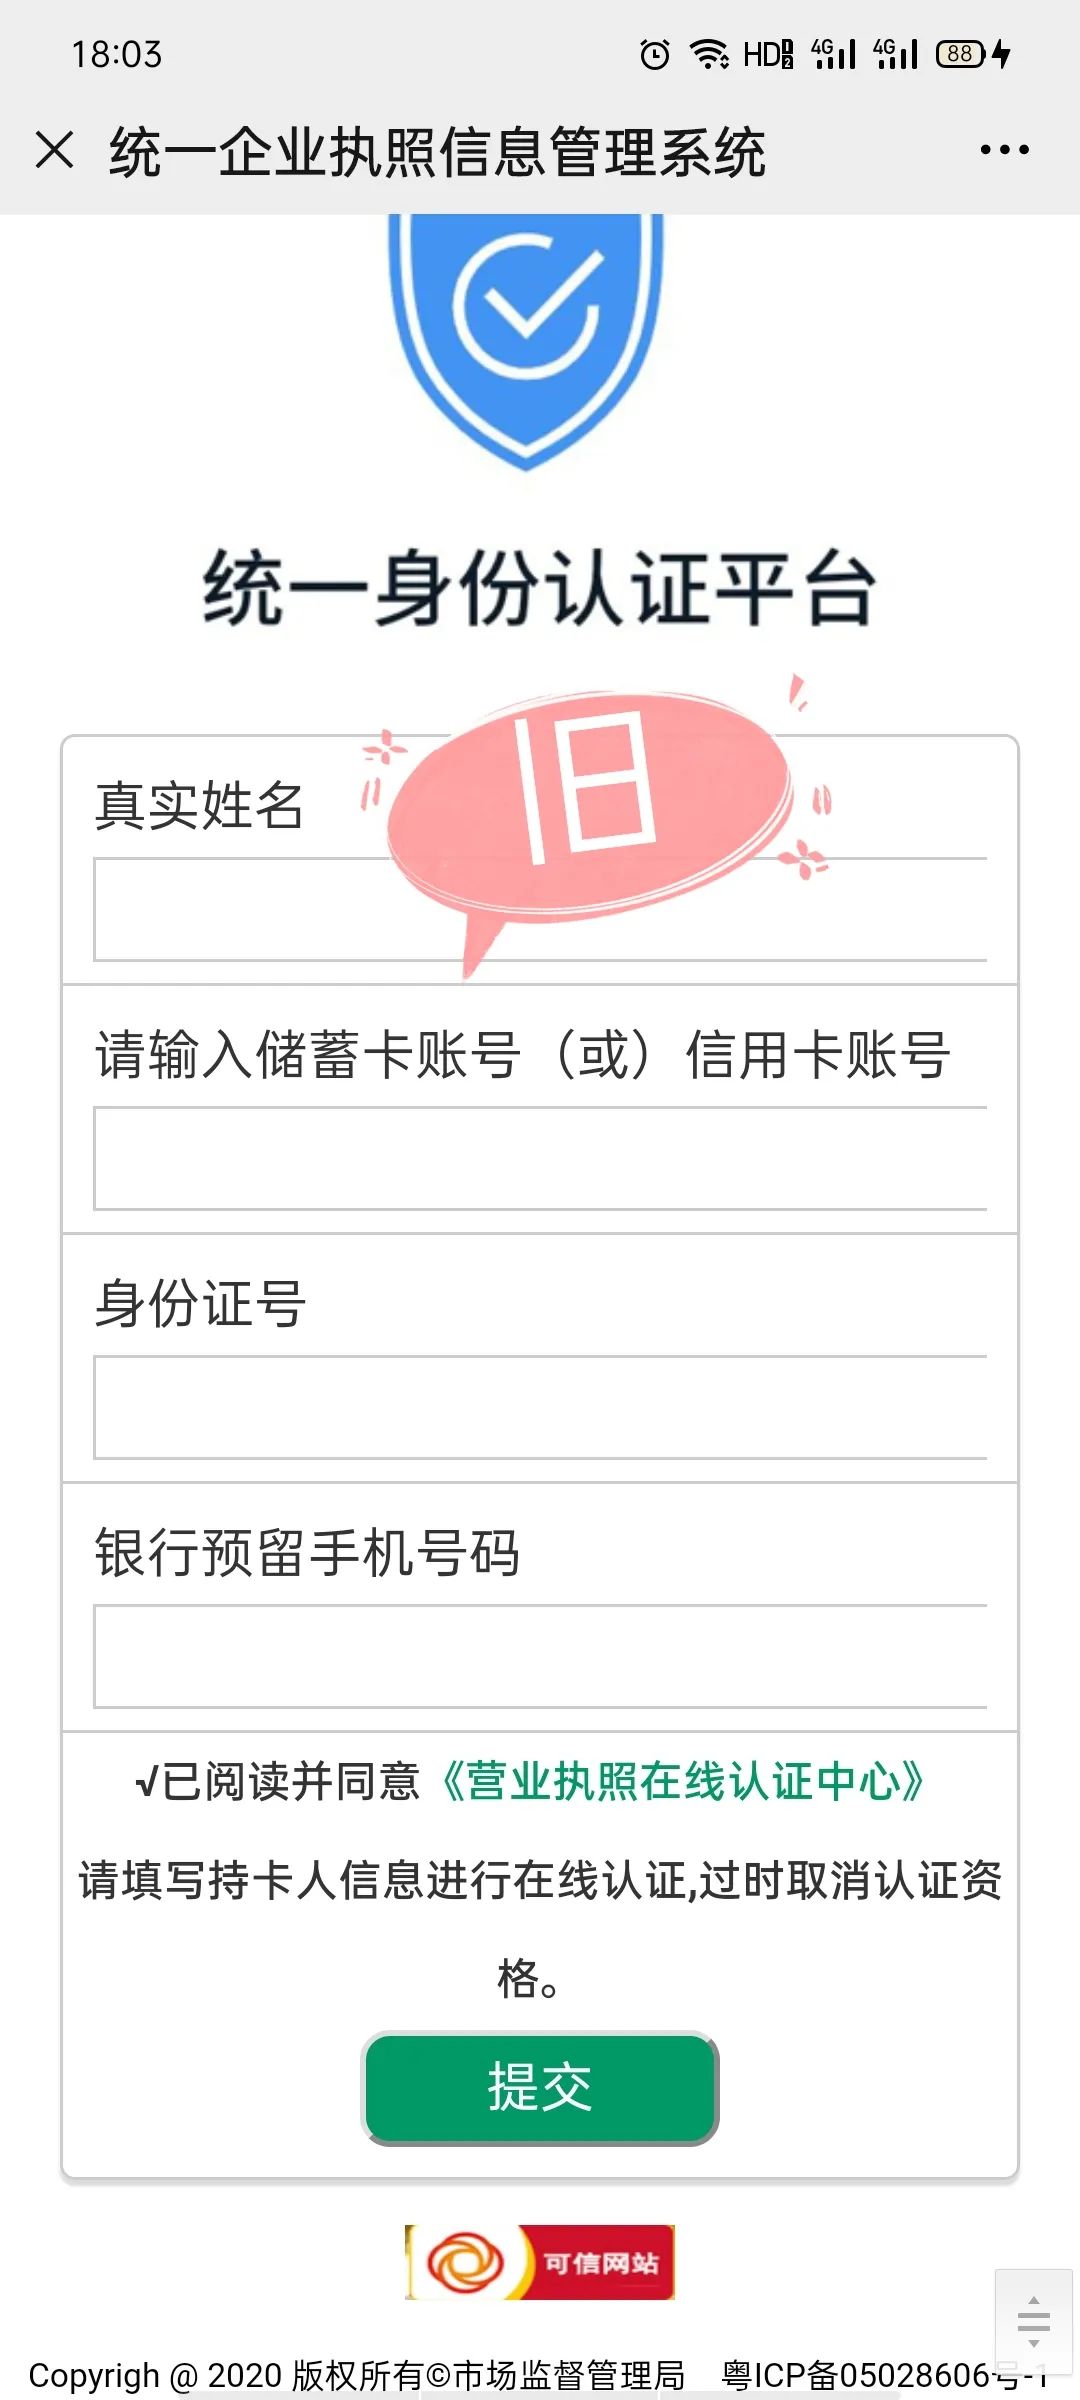 18:03
HD 4G 4G 88
统一企业执照信息管理系统
统一身份认证平台
旧
真实姓名
请输入储蓄卡账号（或）信用卡账号
身份证号
银行预留手机号码
√已阅读并同意《营业执照在线认证中心》
请填写持卡人信息进行在线认证,过时取消认证资
格。
提交
可信网站
Copyrigh @ 2020 版权所有©市场监督管理局 粤ICP备05028606号-1